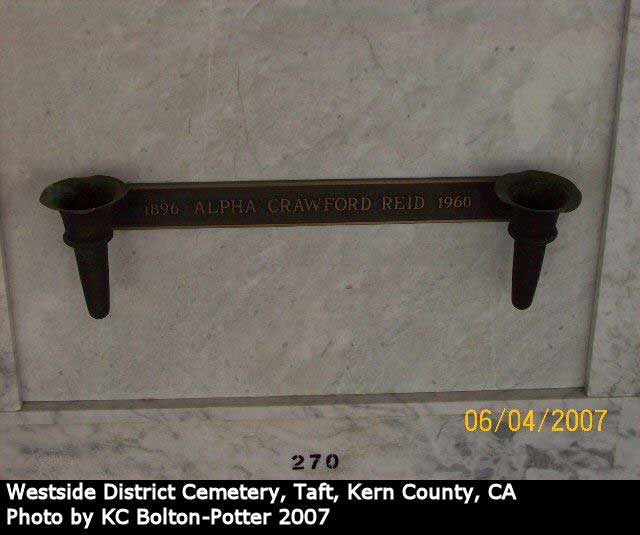 1896 ALPHA CRAWFORD REID 1960
06/04/2007
270
Westside District Cemetery, Taft, Kern County, CA
Photo by KC Bolton-Potter 2007